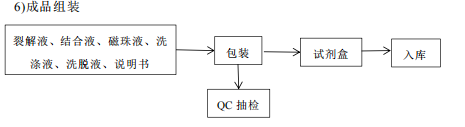 6)成品组装
裂解液、结合液、磁珠液、洗
涤液、洗脱液、说明书
包装
试剂盒
入库
QC 抽检